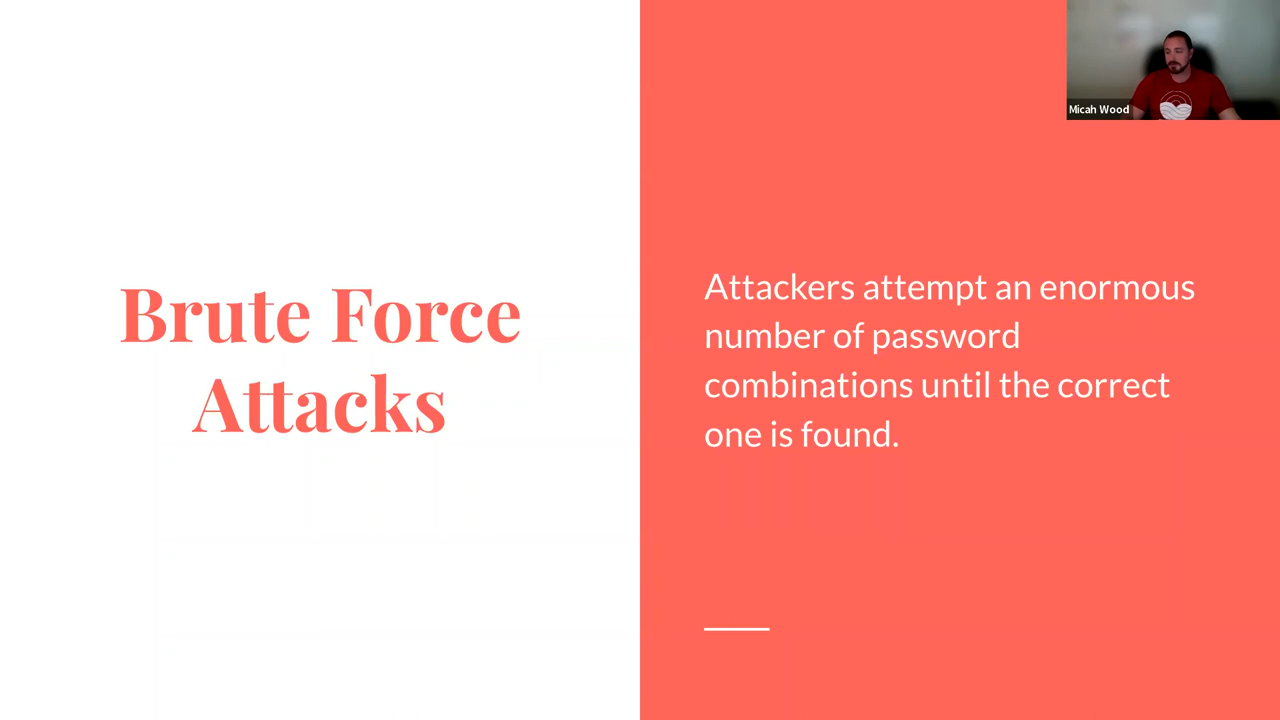 Brute Force
Attacks
Attackers attempt an enormous
number of password
combinations until the correct
one is found.
Micah Wood